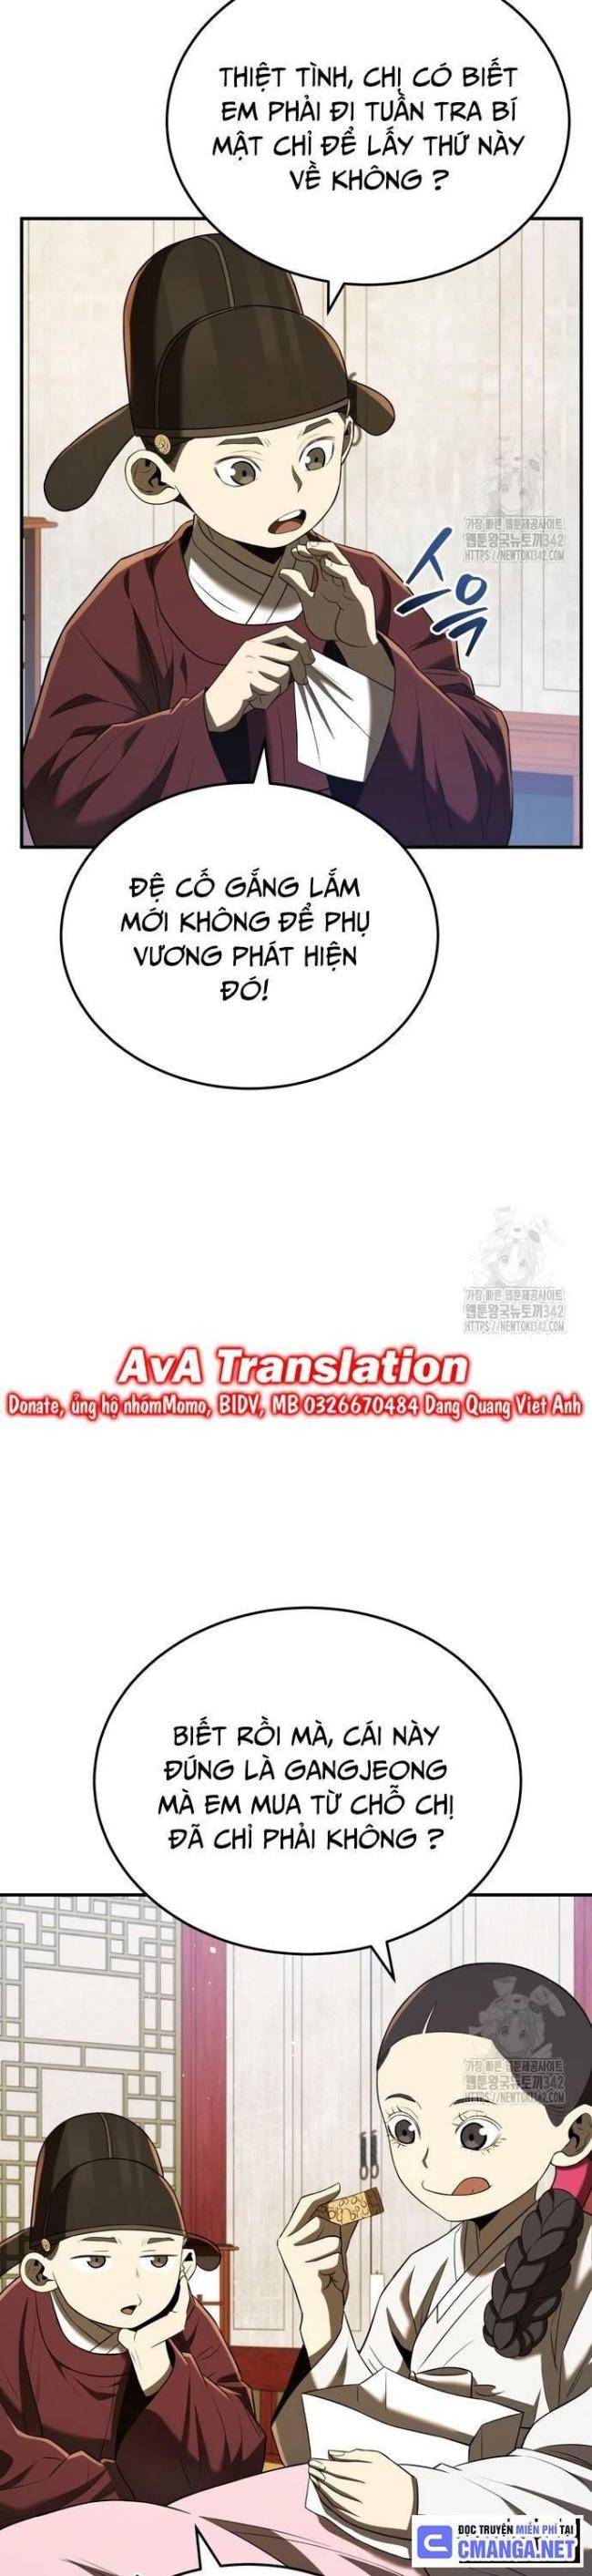 THIỆT TÌNH, CHỊ CÓ BIẾT
EM PHẢI ĐI TUẦN TRA BÍ
MẬT CHỈ ĐỂ LẤY THỨ NÀY
VỀ KHÔNG ?
가장 빠른 웹툰제공사이트
웹툰왕국뉴토끼342
HTTPS://NEWTOKI342.COM
스윽
ĐỆ CỐ GẮNG LẮM
MỚI KHÔNG ĐỂ PHỤ
VƯƠNG PHÁT HIỆN
ĐÓ!
가장 빠른 웹툰제공사이트
웹툰왕국뉴토끼342
HTTPS://NEWTOKI342.COM
AvA Translation
Donate, ủng hộ nhómMomo, BIDV, MB 0326670484 Dang Quang Viet Anh
BIẾT RỒI MÀ, CÁI NÀY
ĐÚNG LÀ GANGJEONG
MÀ EM MUA TỪ CHỖ CHỊ
ĐÃ CHỈ PHẢI KHÔNG ?
가장 빠른 웹툰제공사이트
웹툰왕국뉴토끼342
HTTPS://NEWTOKI342.COM
ĐỌC TRUYỆN MIỄN PHÍ TẠI
CMANGA.NET